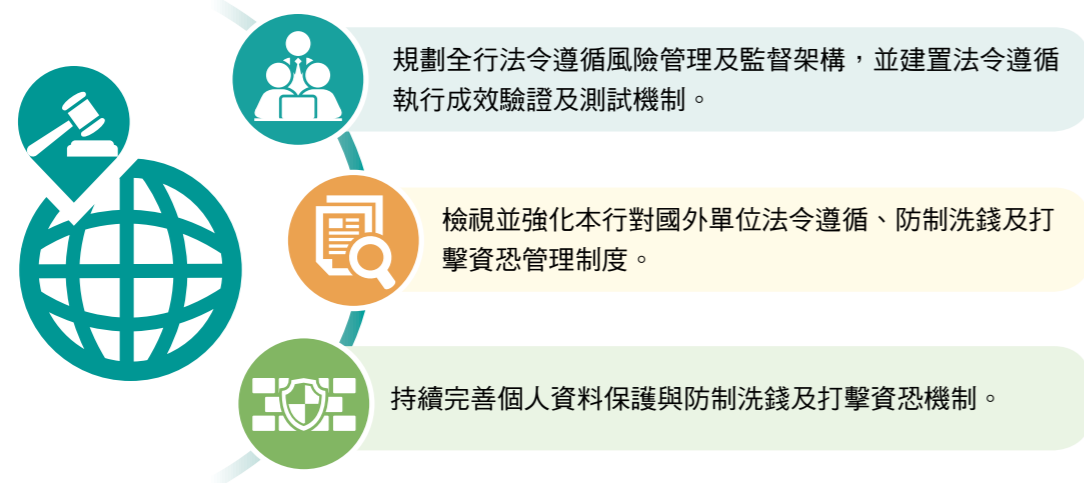 規劃全行法令遵循風險管理及監督架構，並建置法令遵循
執行成效驗證及測試機制。
檢視並強化本行對國外單位法令遵循、防制洗錢及打
擊資恐管理制度。
持續完善個人資料保護與防制洗錢及打擊資恐機制。